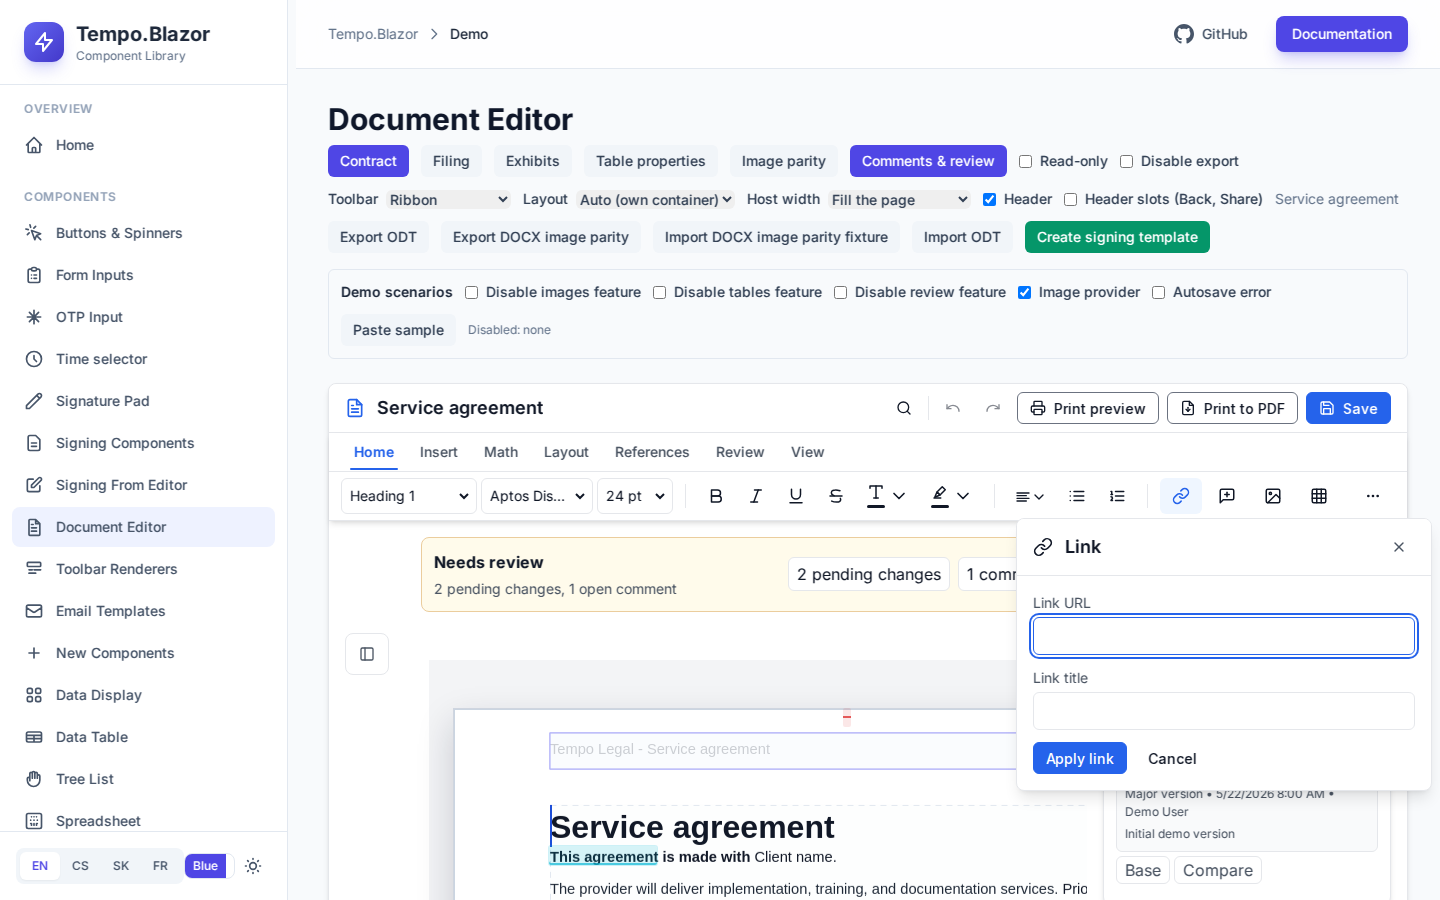 Tempo.Blazor
Component Library
OVERVIEW
Home
COMPONENTS
Buttons & Spinners
Form Inputs
OTP Input
Time selector
Signature Pad
Signing Components
Signing From Editor
Document Editor
Toolbar Renderers
Email Templates
New Components
Data Display
Data Table
Tree List
Spreadsheet
EN CS SK FR Blue
Tempo.Blazor > Demo
GitHub Documentation
Document Editor
Contract Filing Exhibits Table properties Image parity Comments & review Read-only Disable export
Toolbar Ribbon Layout Auto (own container) Host width Fill the page Header Header slots (Back, Share) Service agreement
Export ODT Export DOCX image parity Import DOCX image parity fixture Import ODT Create signing template
Demo scenarios Disable images feature Disable tables feature Disable review feature Image provider Autosave error
Paste sample Disabled: none
Service agreement Print preview Print to PDF Save
Home Insert Math Layout References Review View
Heading 1 Aptos Dis... 24 pt
Needs review
2 pending changes, 1 open comment
2 pending changes
Link
Link URL
Link title
Apply link Cancel
Tempo Legal - Service agreement
Service agreement
This agreement is made with Client name.
The provider will deliver implementation, training, and documentation services.
Major version • 5/22/2026 8:00 AM •
Demo User
Initial demo version
Base Compare